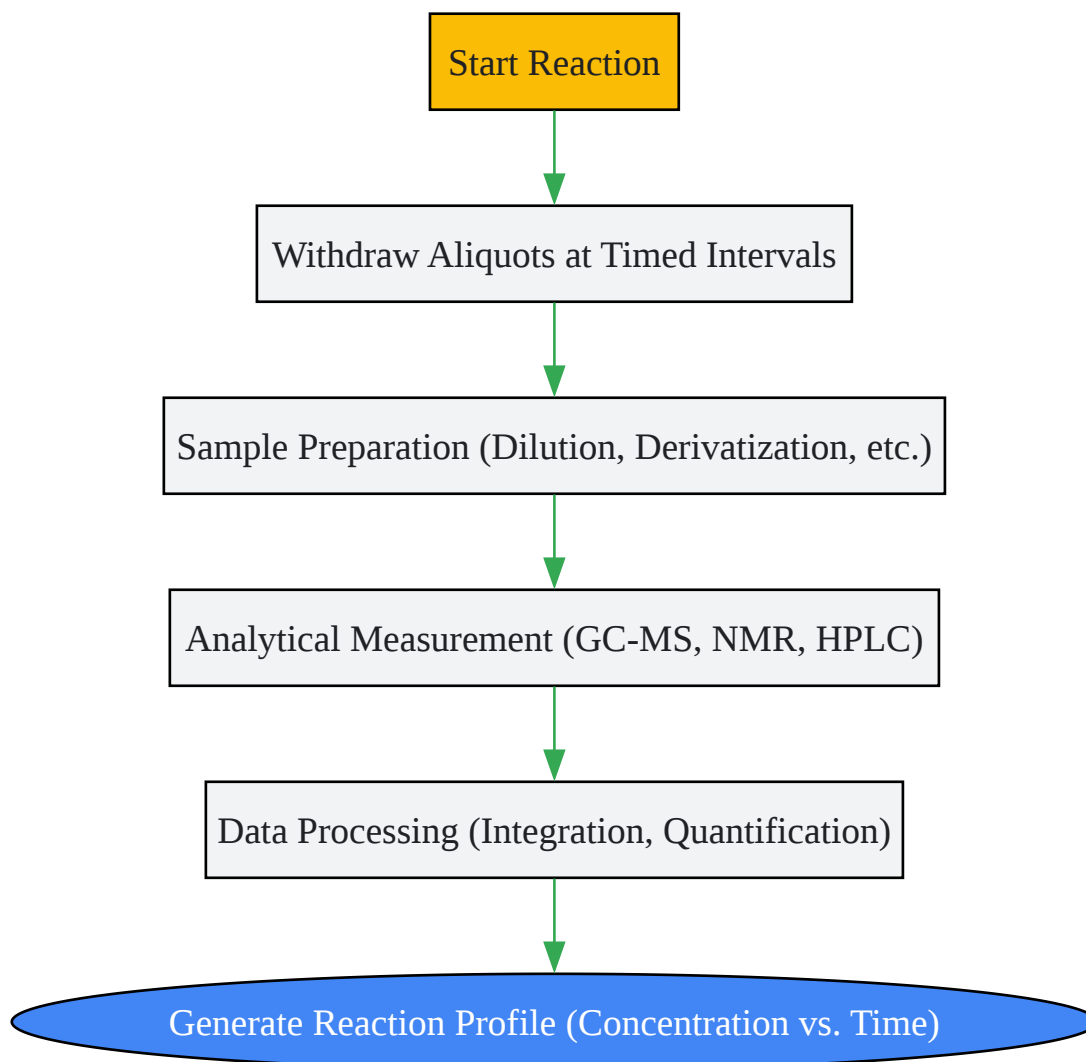 Start Reaction
Withdraw Aliquots at Timed Intervals
Sample Preparation (Dilution, Derivatization, etc.)
Analytical Measurement (GC-MS, NMR, HPLC)
Data Processing (Integration, Quantification)
Generate Reaction Profile (Concentration vs. Time)